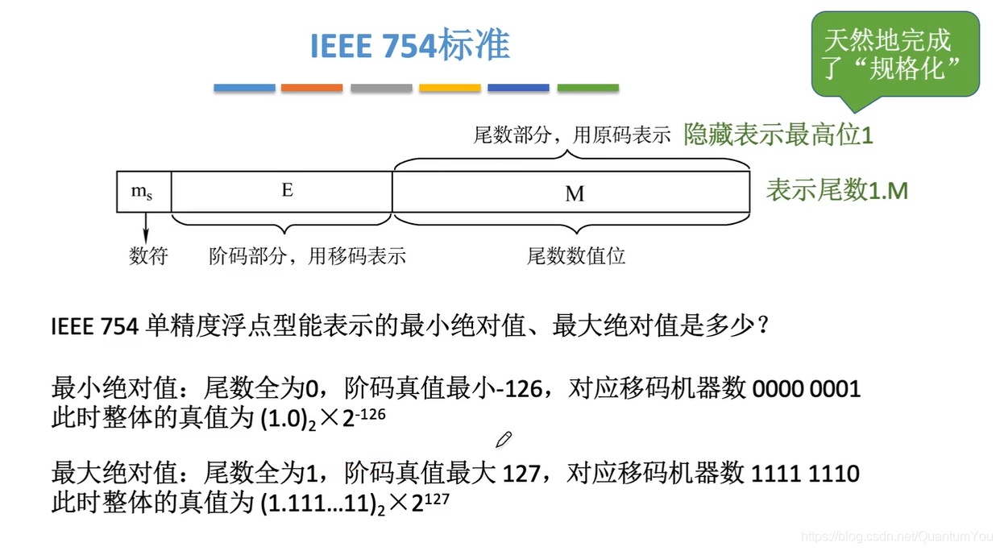 IEEE 754标准
天然地完成
了“规格化”
尾数部分，用原码表示 隐藏表示最高位1
mₛ E M 表示尾数1.M
数符 阶码部分，用移码表示 尾数数值位
IEEE 754 单精度浮点型能表示的最小绝对值、最大绝对值是多少？
最小绝对值：尾数全为0，阶码真值最小-126，对应移码机器数 0000 0001
此时整体的真值为 (1.0)₂×2⁻¹²⁶
最大绝对值：尾数全为1，阶码真值最大 127，对应移码机器数 1111 1110
此时整体的真值为 (1.111…11)₂×2¹²⁷
https://blog.csdn.net/QuantumYou